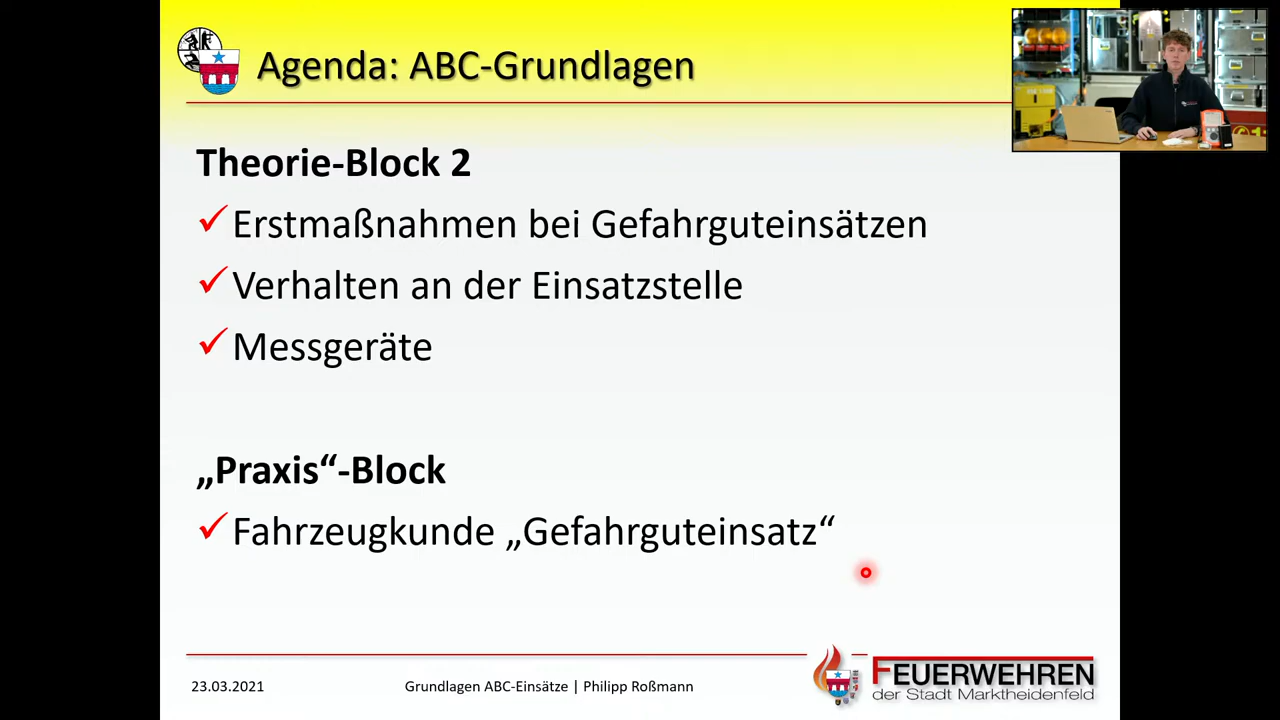 Agenda: ABC-Grundlagen
Theorie-Block 2
Erstmaßnahmen bei Gefahrguteinsätzen
Verhalten an der Einsatzstelle
Messgeräte
„Praxis“-Block
Fahrzeugkunde „Gefahrguteinsatz“
23.03.2021
Grundlagen ABC-Einsätze | Philipp Roßmann
FEUERWEHREN
der Stadt Marktheidenfeld